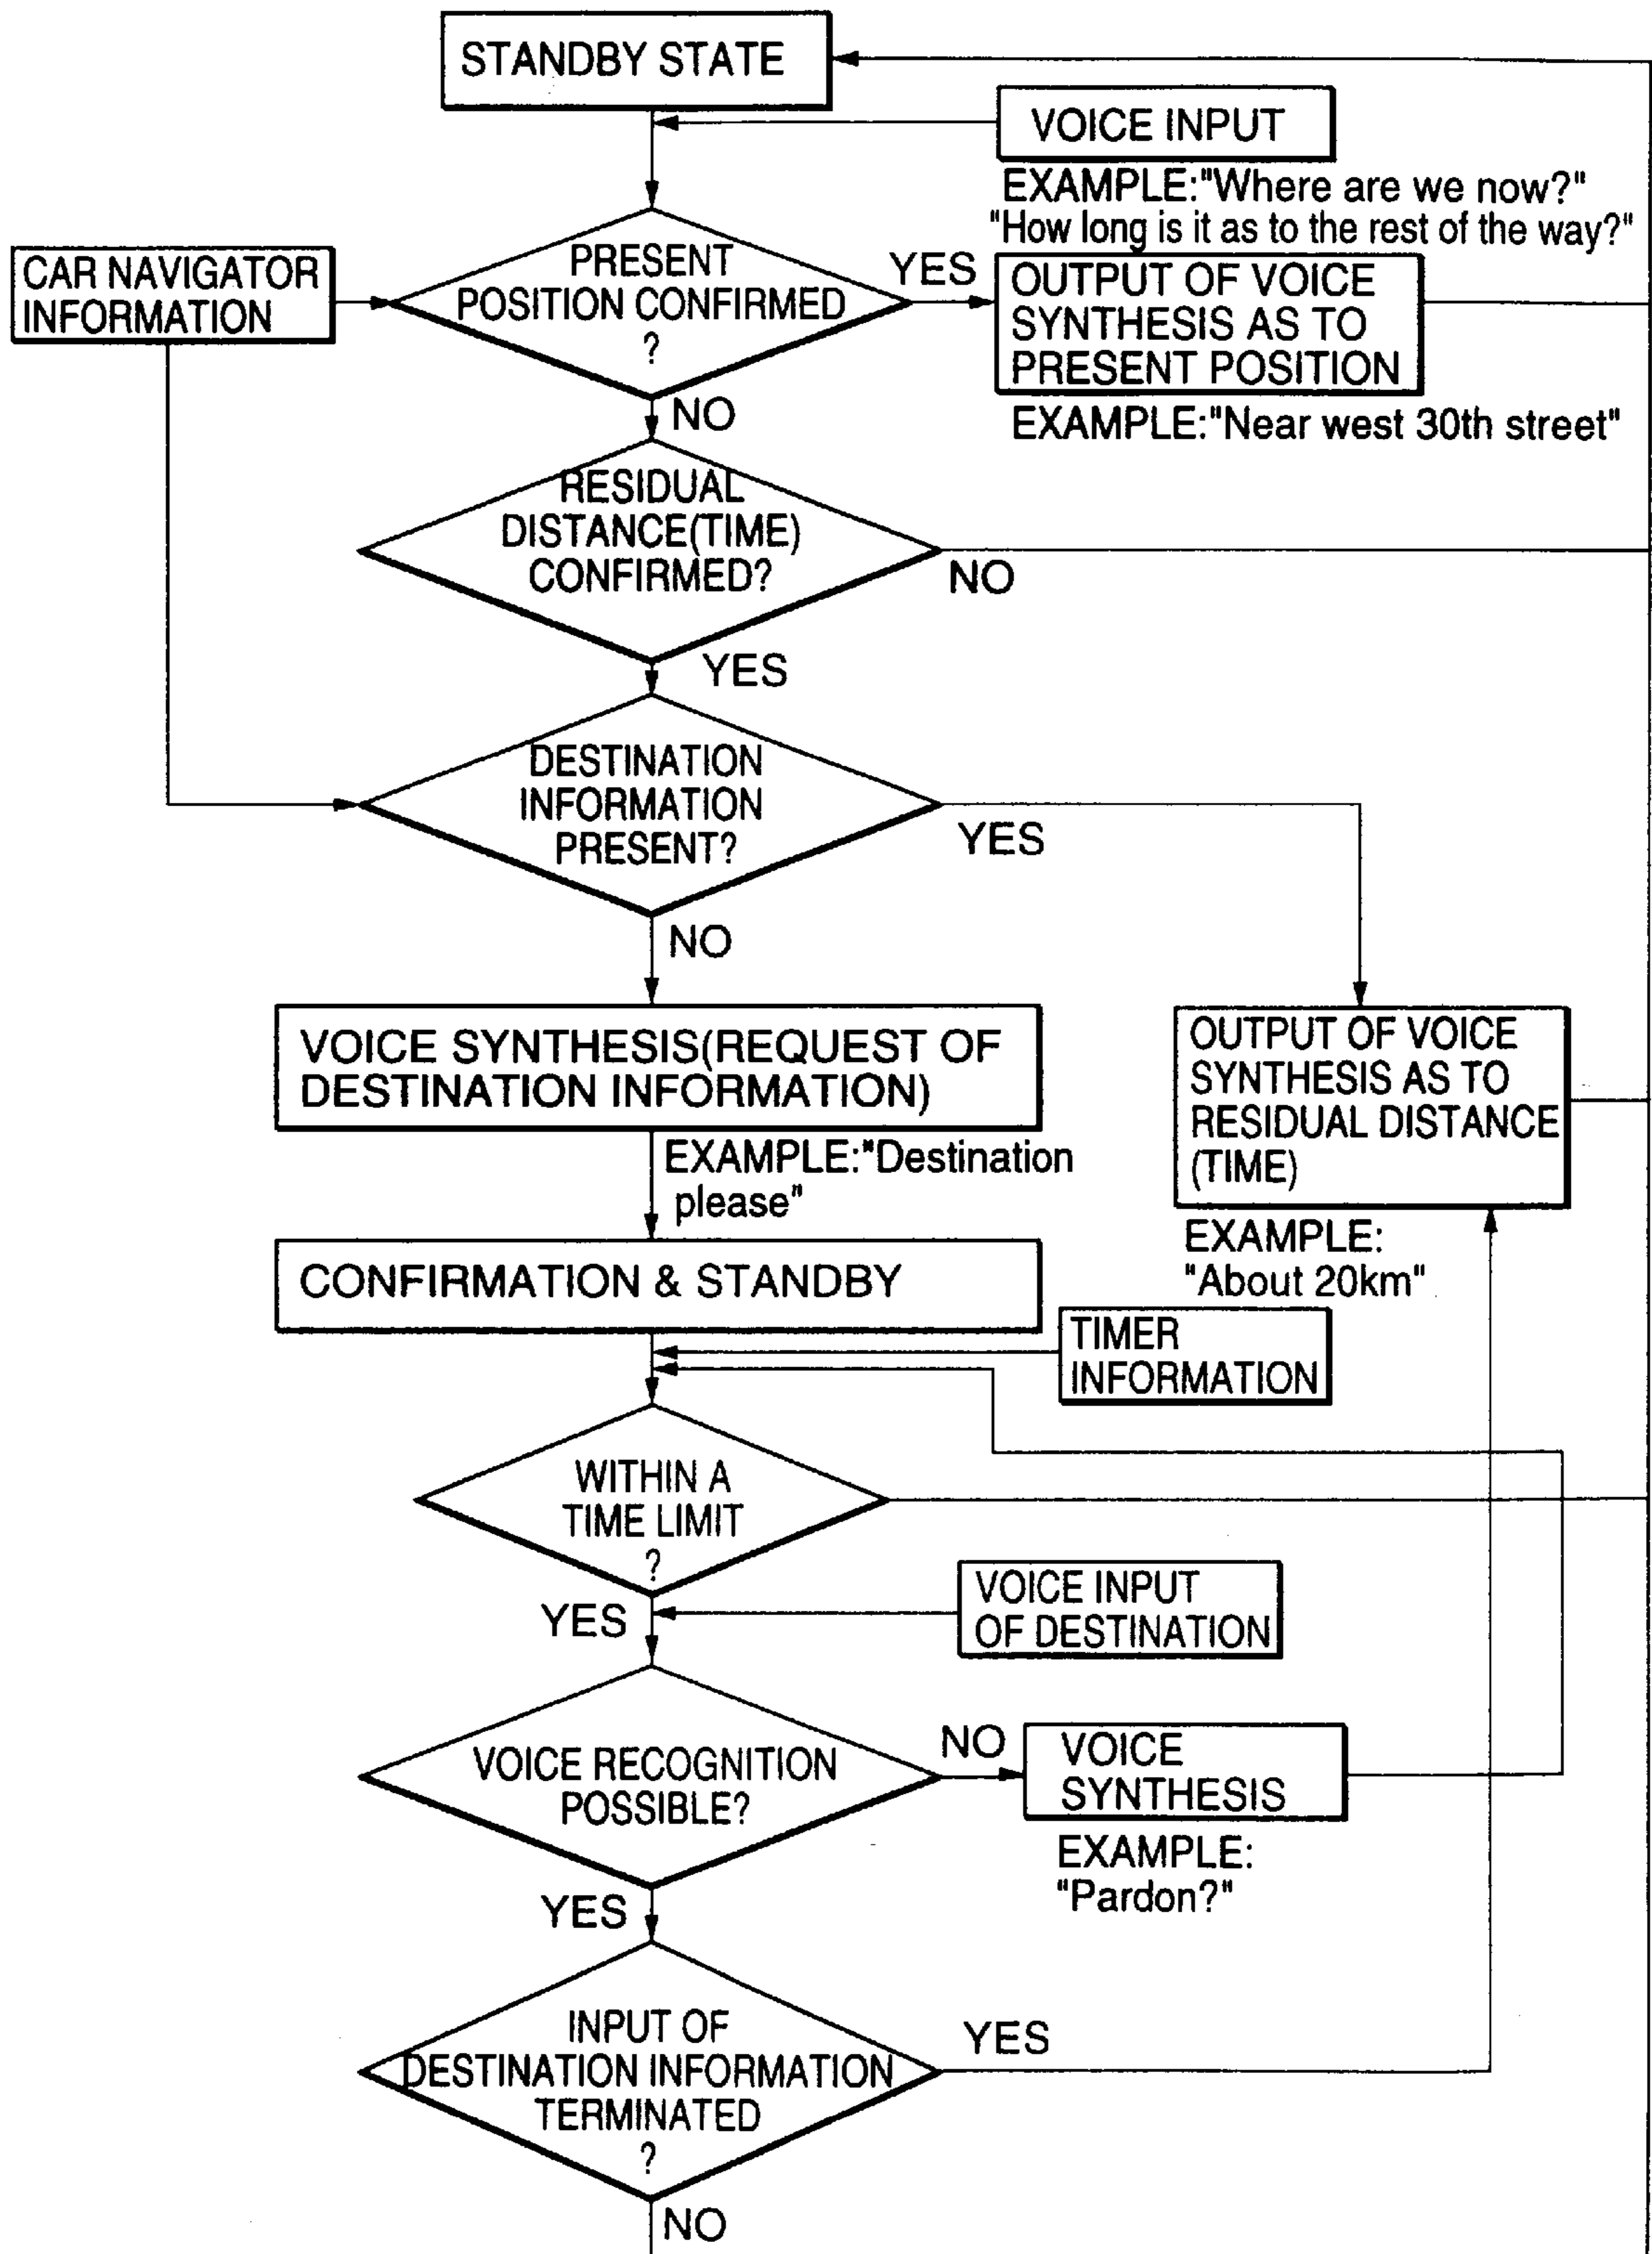 STANDBY STATE
VOICE INPUT
EXAMPLE:"Where are we now?"
"How long is it as to the rest of the way?"
CAR NAVIGATOR
INFORMATION
PRESENT
POSITION CONFIRMED
?
YES
OUTPUT OF VOICE
SYNTHESIS AS TO
PRESENT POSITION
EXAMPLE:"Near west 30th street"
NO
RESIDUAL
DISTANCE(TIME)
CONFIRMED?
NO
YES
DESTINATION
INFORMATION
PRESENT?
YES
NO
VOICE SYNTHESIS(REQUEST OF
DESTINATION INFORMATION)
EXAMPLE:"Destination
please"
OUTPUT OF VOICE
SYNTHESIS AS TO
RESIDUAL DISTANCE
(TIME)
EXAMPLE:
"About 20km"
CONFIRMATION & STANDBY
TIMER
INFORMATION
WITHIN A
TIME LIMIT
?
YES
VOICE INPUT
OF DESTINATION
VOICE RECOGNITION
POSSIBLE?
NO
VOICE
SYNTHESIS
EXAMPLE:
"Pardon?"
YES
INPUT OF
DESTINATION INFORMATION
TERMINATED
?
YES
NO